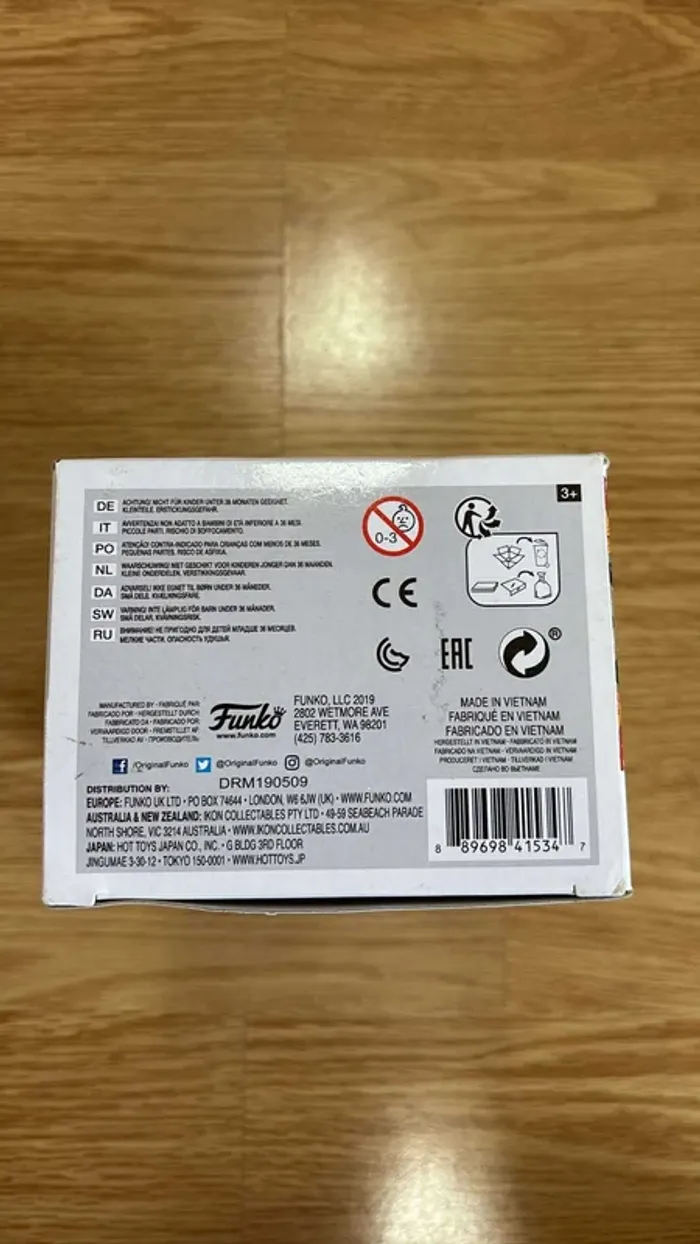 3+
DE ACHTUNG! NICHT FÜR KINDER UNTER 36 MONATEN GEEIGNET.
KLEINTEILE. ERSTICKUNGSGEFAHR.
IT AVVERTENZA! NON ADATTO A BAMBINI DI ETÀ INFERIORE A 36 MESI.
PICCOLE PARTI. RISCHIO DI SOFFOCAMENTO.
PO ATENÇÃO! CONTRA-INDICADO PARA CRIANÇAS COM MENOS DE 36 MESES.
PEQUENAS PARTES. RISCO DE ASFIXIA.
NL WAARSCHUWING! NIET GESCHIKT VOOR KINDEREN JONGER DAN 36 MAANDEN.
KLEINE ONDERDELEN. VERSTIKKINGSGEVAAR.
DA ADVARSEL! IKKE EGNET TIL BØRN UNDER 36 MÅNEDER.
SMÅ DELE. KVÆLNINGSFARE.
SW VARNING! INTE LÄMPLIG FÖR BARN UNDER 36 MÅNADER.
SMÅ DELAR. KVÄVNINGSRISK.
RU ВНИМАНИЕ! НЕ ПРИГОДНО ДЛЯ ДЕТЕЙ МЛАДШЕ 36 МЕСЯЦЕВ.
МЕЛКИЕ ЧАСТИ. ОПАСНОСТЬ УДУШЬЯ.
0-3
CE
EAC
®
MANUFACTURED BY • FABRIQUÉ PAR
FABRICADO POR • HERGESTELLT DURCH
FABBRICATO DA • FABRICADO POR
VERVAARDIGD DOOR • FREMSTILLET AF
TILLVERKAD AV • ПРОИЗВОДИТЕЛЬ:
Funko
www.funko.com
FUNKO, LLC 2019
2802 WETMORE AVE
EVERETT, WA 98201
(425) 783-3616
MADE IN VIETNAM
FABRIQUÉ EN VIETNAM
FABRICADO EN VIETNAM
HERGESTELLT IN VIETNAM • FABBRICATO IN VIETNAM
FABRICADO NA VIETNAM • VERVAARDIGD IN VIETNAM
PRODUCERET I VIETNAM • TILLVERKAD I VIETNAM
СДЕЛАНО ВО ВЬЕТНАМЕ
/OriginalFunko @OriginalFunko @OriginalFunko
DRM190509
DISTRIBUTION BY:
EUROPE: FUNKO UK LTD • PO BOX 74644 • LONDON, W6 6JW (UK) • WWW.FUNKO.COM
AUSTRALIA & NEW ZEALAND: IKON COLLECTABLES PTY LTD • 49-59 SEABEACH PARADE
NORTH SHORE, VIC 3214 AUSTRALIA • WWW.IKONCOLLECTABLES.COM.AU
JAPAN: HOT TOYS JAPAN CO., INC. • G BLDG 3RD FLOOR
JINGUMAE 3-30-12 • TOKYO 150-0001 • WWW.HOTTOYS.JP
8 89698 41534 7